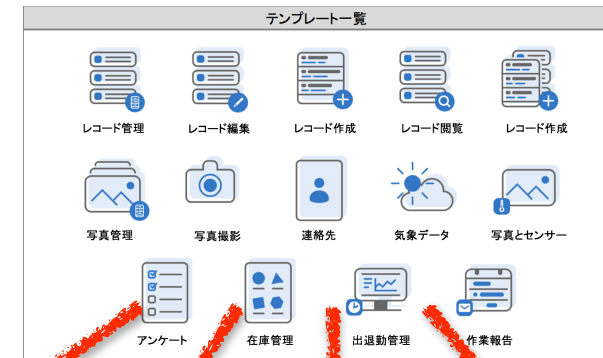 テンプレート一覧
レコード管理 レコード編集 レコード作成 レコード閲覧 レコード作成
写真管理 写真撮影 連絡先 気象データ 写真とセンサー
アンケート 在庫管理 出退勤管理 作業報告